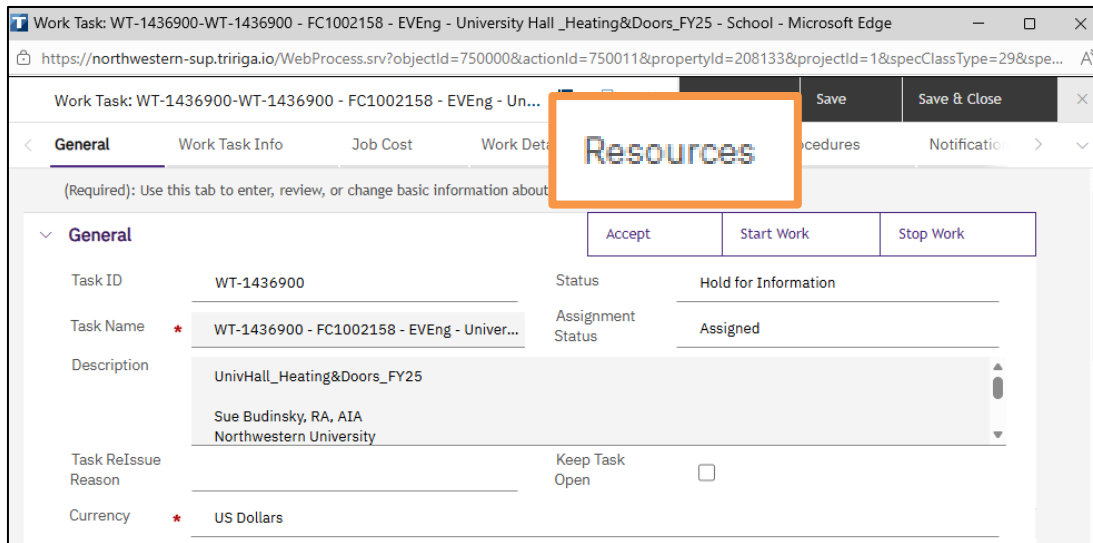 Work Task: WT-1436900-WT-1436900 - FC1002158 - EVEng - University Hall _Heating&Doors_FY25 - School - Microsoft Edge
https://northwestern-sup.tririga.io/WebProcess.srv?objectId=750000&actionId=750011&propertyId=208133&projectId=1&specClassType=29&spe...
Work Task: WT-1436900-WT-1436900 - FC1002158 - EVEng - Un... Save Save & Close
General Work Task Info Job Cost Work Deta Resources ocedures Notification
(Required): Use this tab to enter, review, or change basic information about
General Accept Start Work Stop Work
Task ID WT-1436900 Status Hold for Information
Task Name * WT-1436900 - FC1002158 - EVEng - Univer... Assignment Status Assigned
Description UnivHall_Heating&Doors_FY25
Sue Budinsky, RA, AIA
Northwestern University
Task ReIssue Reason Keep Task Open
Currency * US Dollars